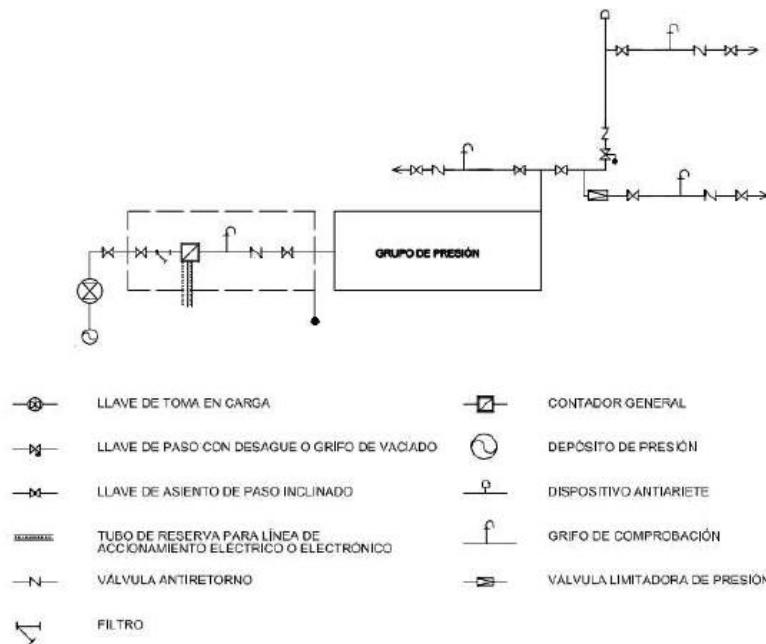 GRUPO DE PRESIÓN
LLAVE DE TOMA EN CARGA
LLAVE DE PASO CON DESAGUE O GRIFO DE VACIADO
LLAVE DE ASIENTO DE PASO INCLINADO
TUBO DE RESERVA PARA LÍNEA DE
ACCIONAMIENTO ELÉCTRICO O ELECTRÓNICO
VÁLVULA ANTIRETORNO
FILTRO
CONTADOR GENERAL
DEPÓSITO DE PRESIÓN
DISPOSITIVO ANTIARIETE
GRIFO DE COMPROBACIÓN
VÁLVULA LIMITADORA DE PRESIÓN